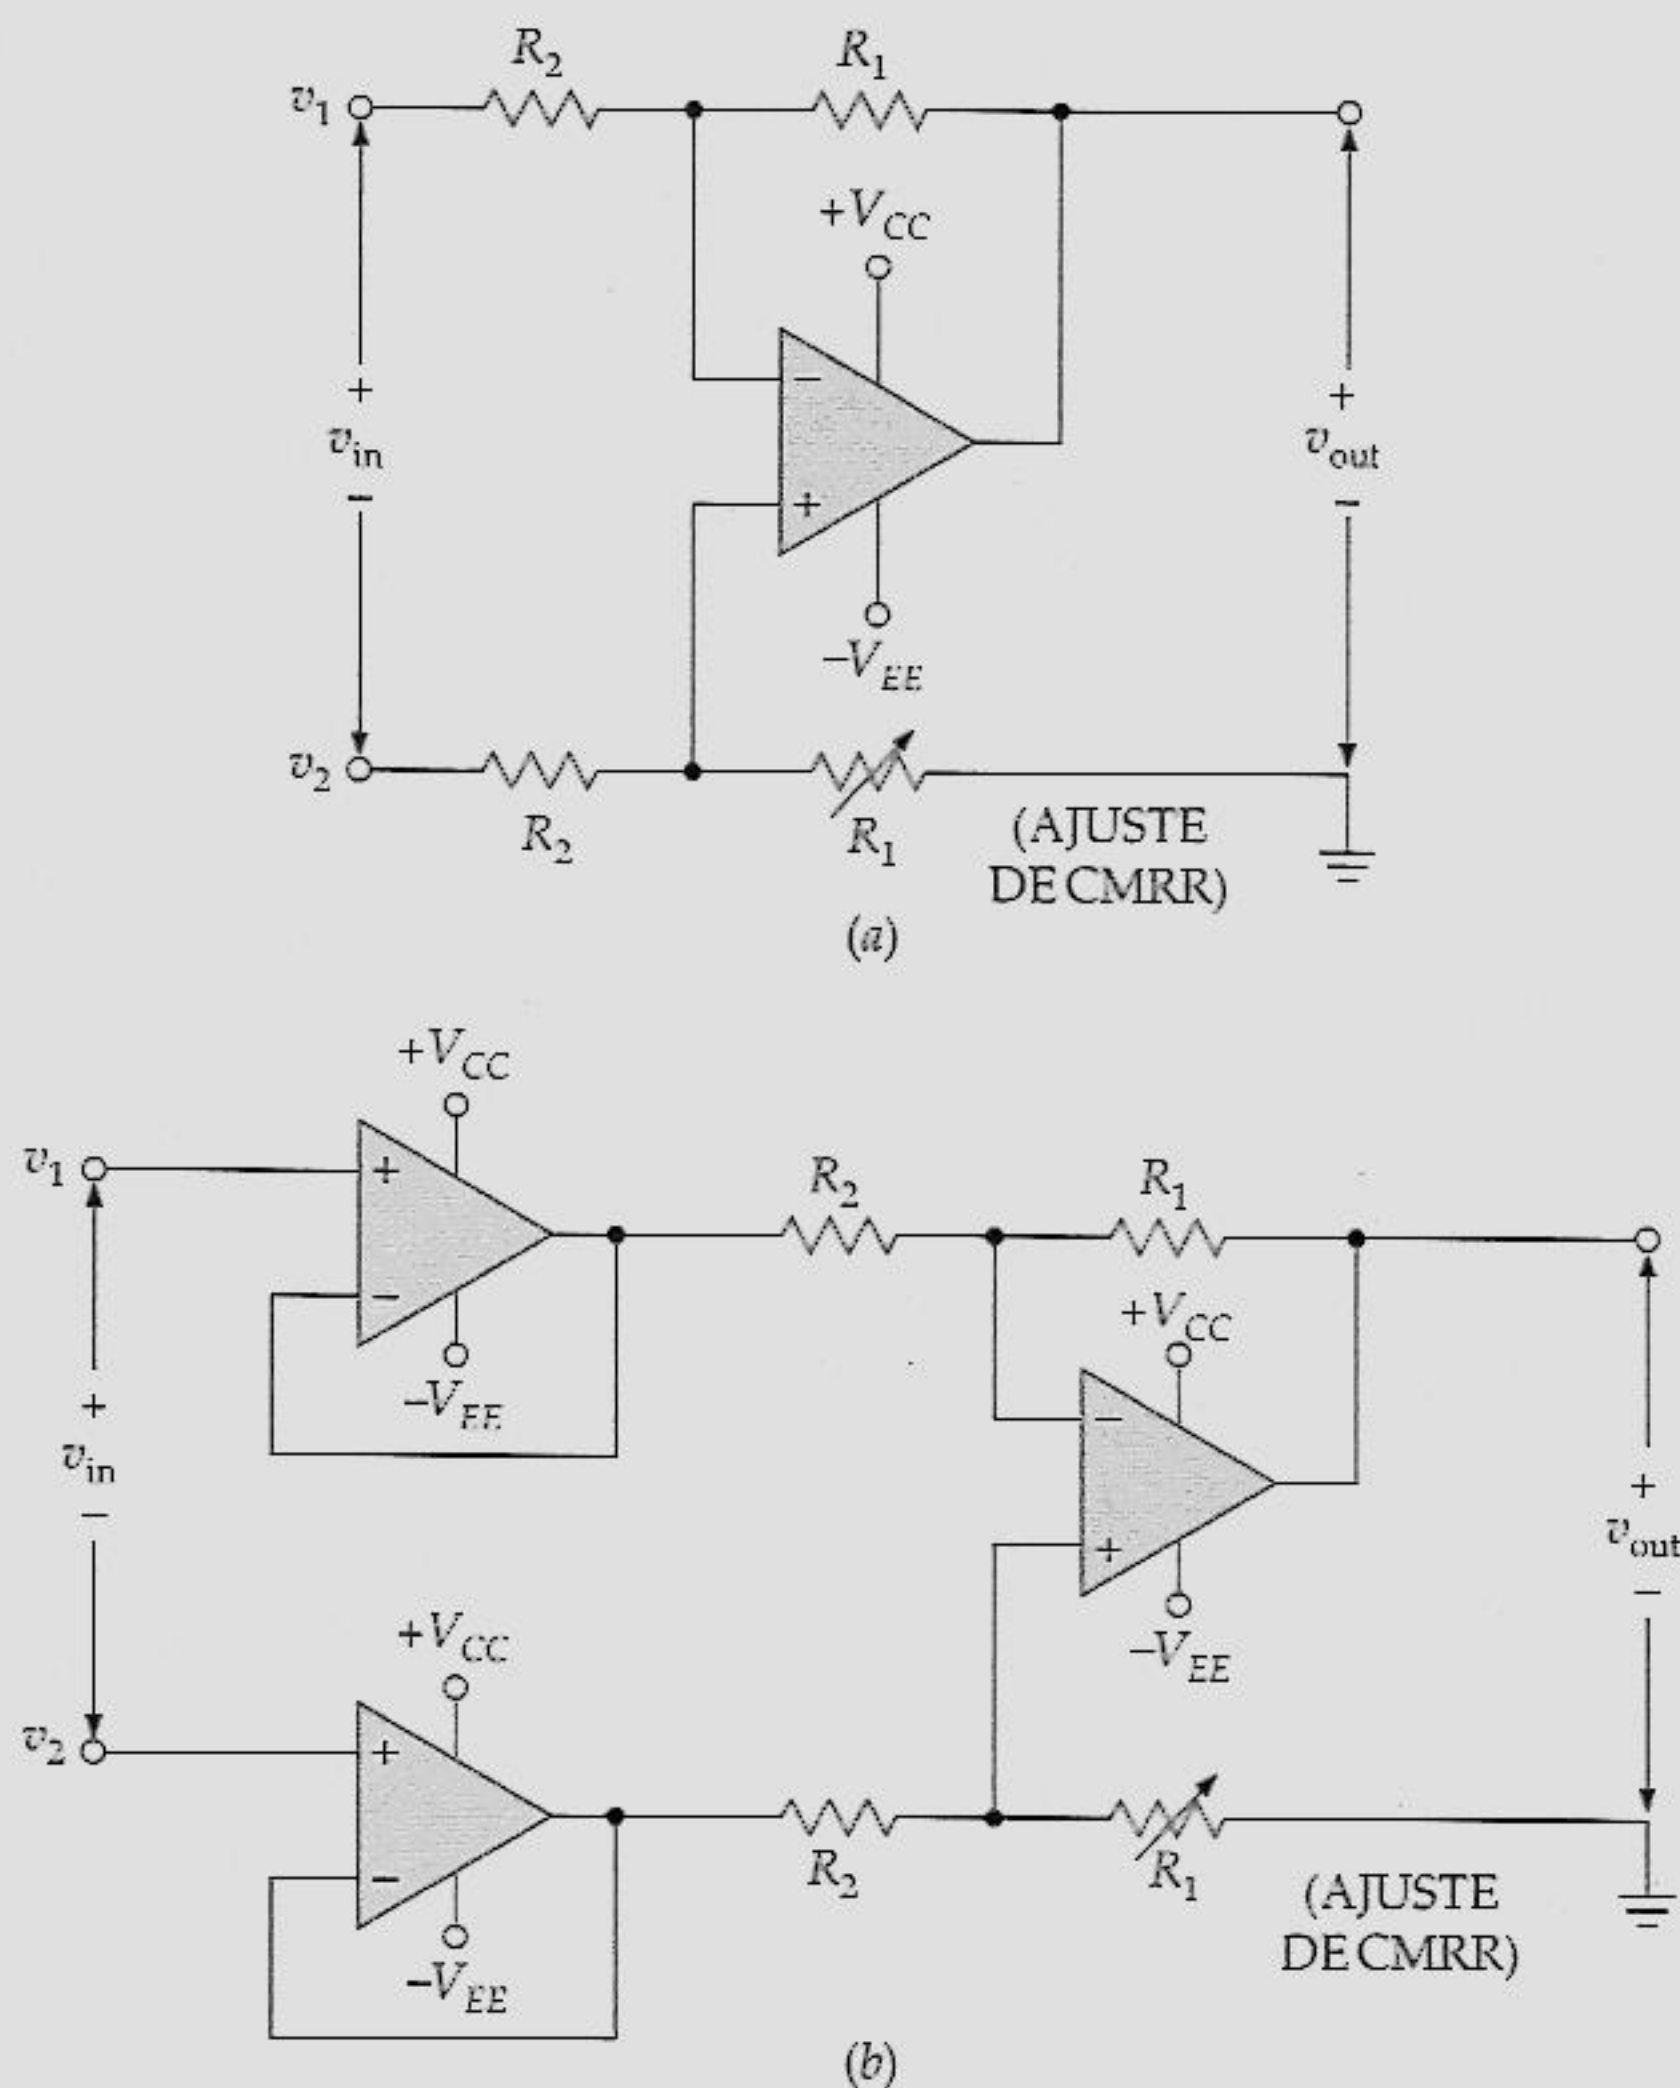 R2 R1
v1
+VCC
−
+
vin
−
+
vout
−
+
−VEE
v2
R2 R1 (AJUSTE
DE CMRR)
(a)
+VCC
v1 +
R2 R1
−
+VCC
−VEE
+
vin
−
−
+
vout
−
+
+VCC
−VEE
v2 +
R2 R1
−
(AJUSTE
DE CMRR)
−VEE
(b)